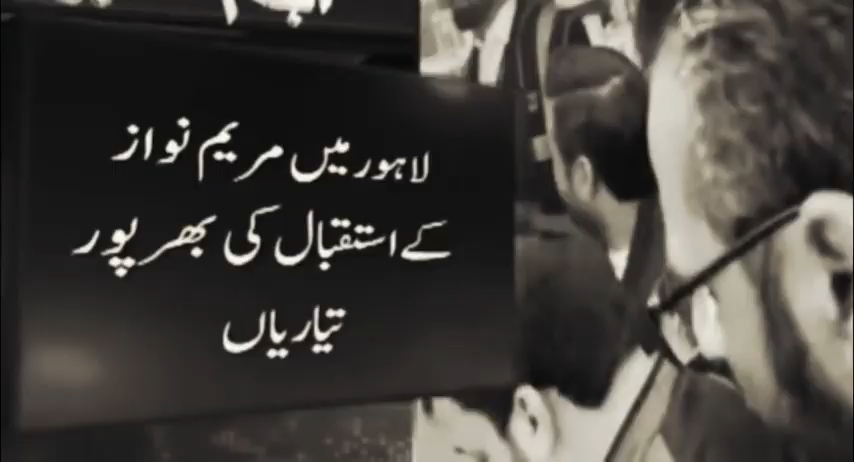 لاہور میں مریم نواز
کے استقبال کی بھرپور
تیاریاں